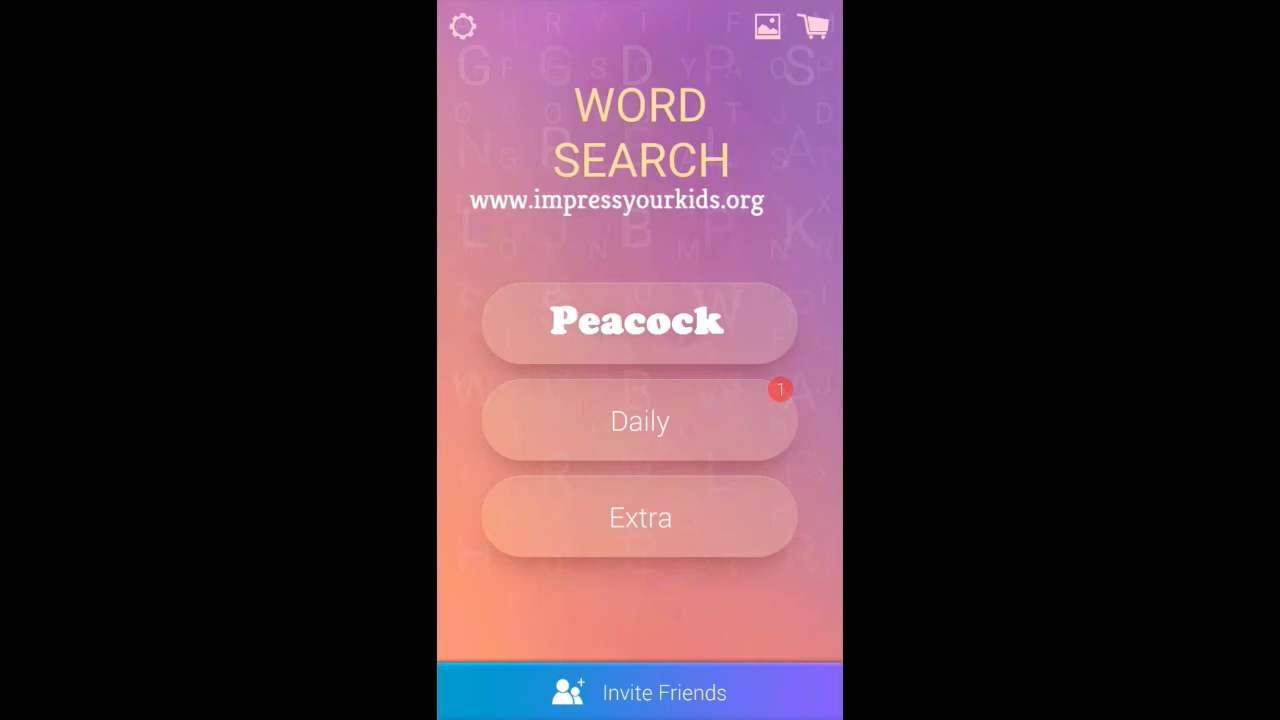 WORD
SEARCH
www.impressyourkids.org
Peacock
1
Daily
Extra
Invite Friends